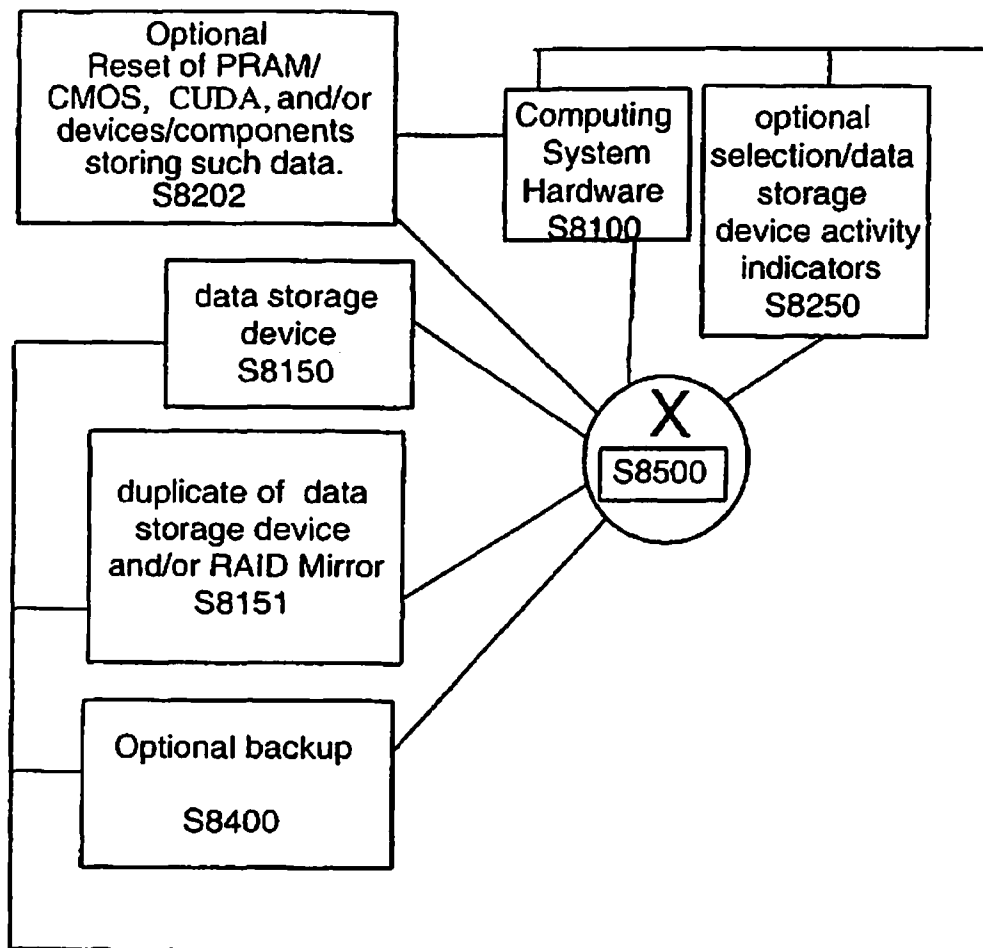 Optional
Reset of PRAM/
CMOS, CUDA, and/or
devices/components
storing such data.
S8202
Computing
System
Hardware
S8100
optional
selection/data
storage
device activity
indicators
S8250
data storage
device
S8150
X
S8500
duplicate of data
storage device
and/or RAID Mirror
S8151
Optional backup
S8400